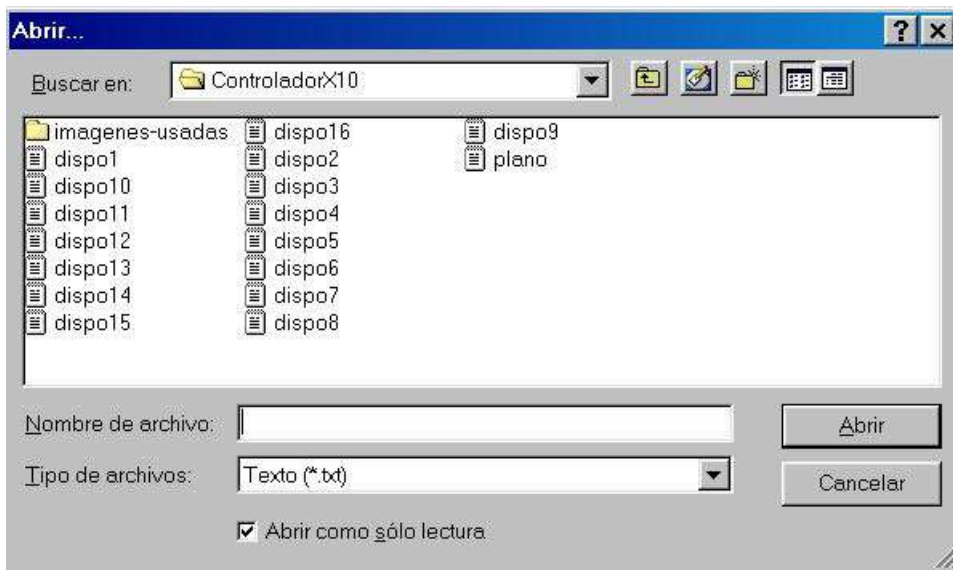 Abrir...
Buscar en: ControladorX10
imagenes-usadas
dispo1
dispo10
dispo11
dispo12
dispo13
dispo14
dispo15
dispo16
dispo2
dispo3
dispo4
dispo5
dispo6
dispo7
dispo8
dispo9
plano
Nombre de archivo:
Abrir
Tipo de archivos: Texto (*.txt)
Cancelar
Abrir como sólo lectura